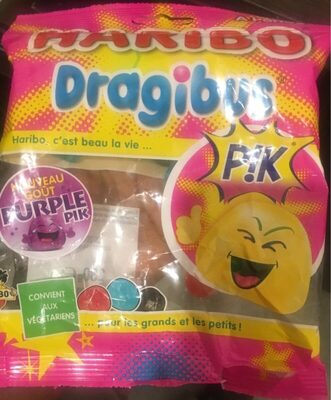 HARIBO
Dragibus
Haribo, c'est beau la vie ...
P!K
NOUVEAU
GOÛT
PURPLE
PIK
CONVIENT
AUX
VÉGÉTARIENS
... pour les grands et les petits !